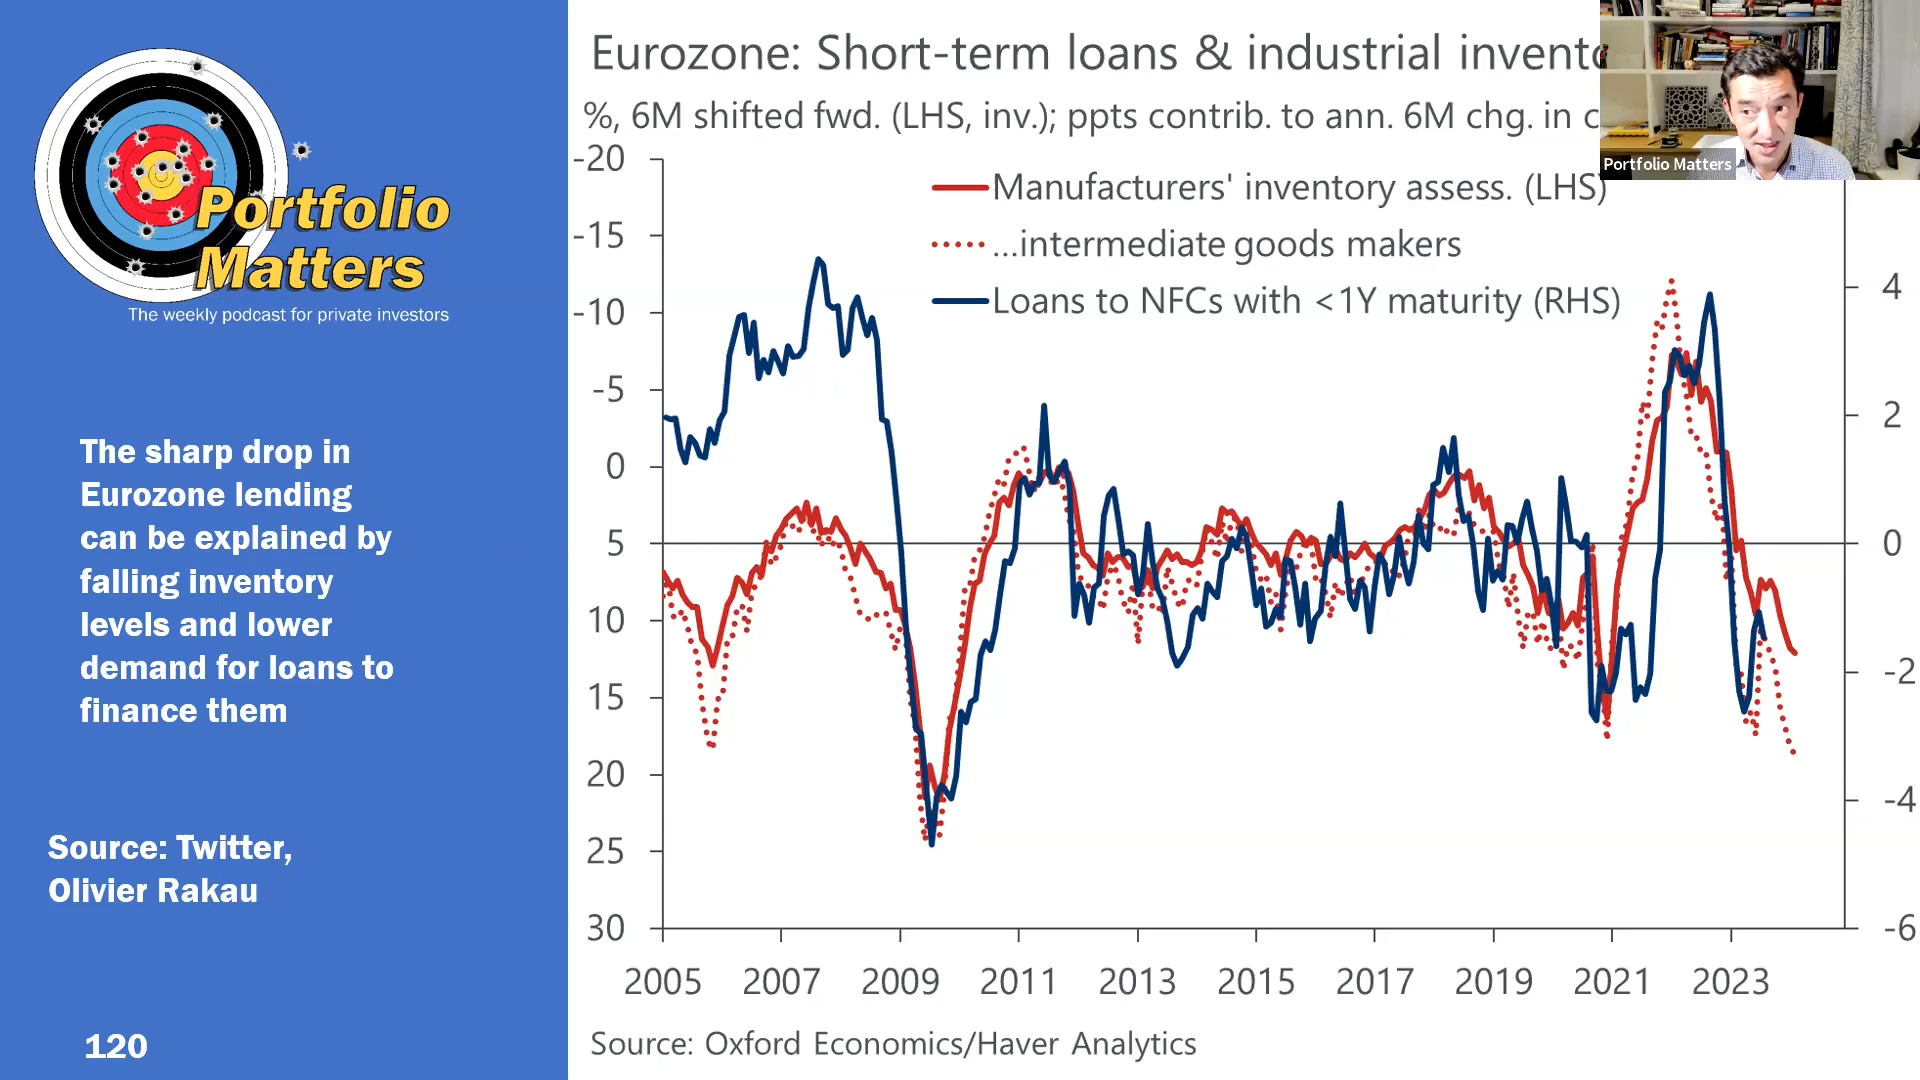 Portfolio
Matters
The weekly podcast for private investors
The sharp drop in
Eurozone lending
can be explained by
falling inventory
levels and lower
demand for loans to
finance them
Source: Twitter,
Olivier Rakau
120
Eurozone: Short-term loans & industrial
%, 6M shifted fwd. (LHS, inv.); ppts contrib. to ann. 6M chg. in
Portfolio Matters
Manufacturers' inventory assess. (LHS)
...intermediate goods makers
Loans to NFCs with <1Y maturity (RHS)
-20
-15
-10
-5
0
5
10
15
20
25
30
4
2
0
-2
-4
-6
2005 2007 2009 2011 2013 2015 2017 2019 2021 2023
Source: Oxford Economics/Haver Analytics